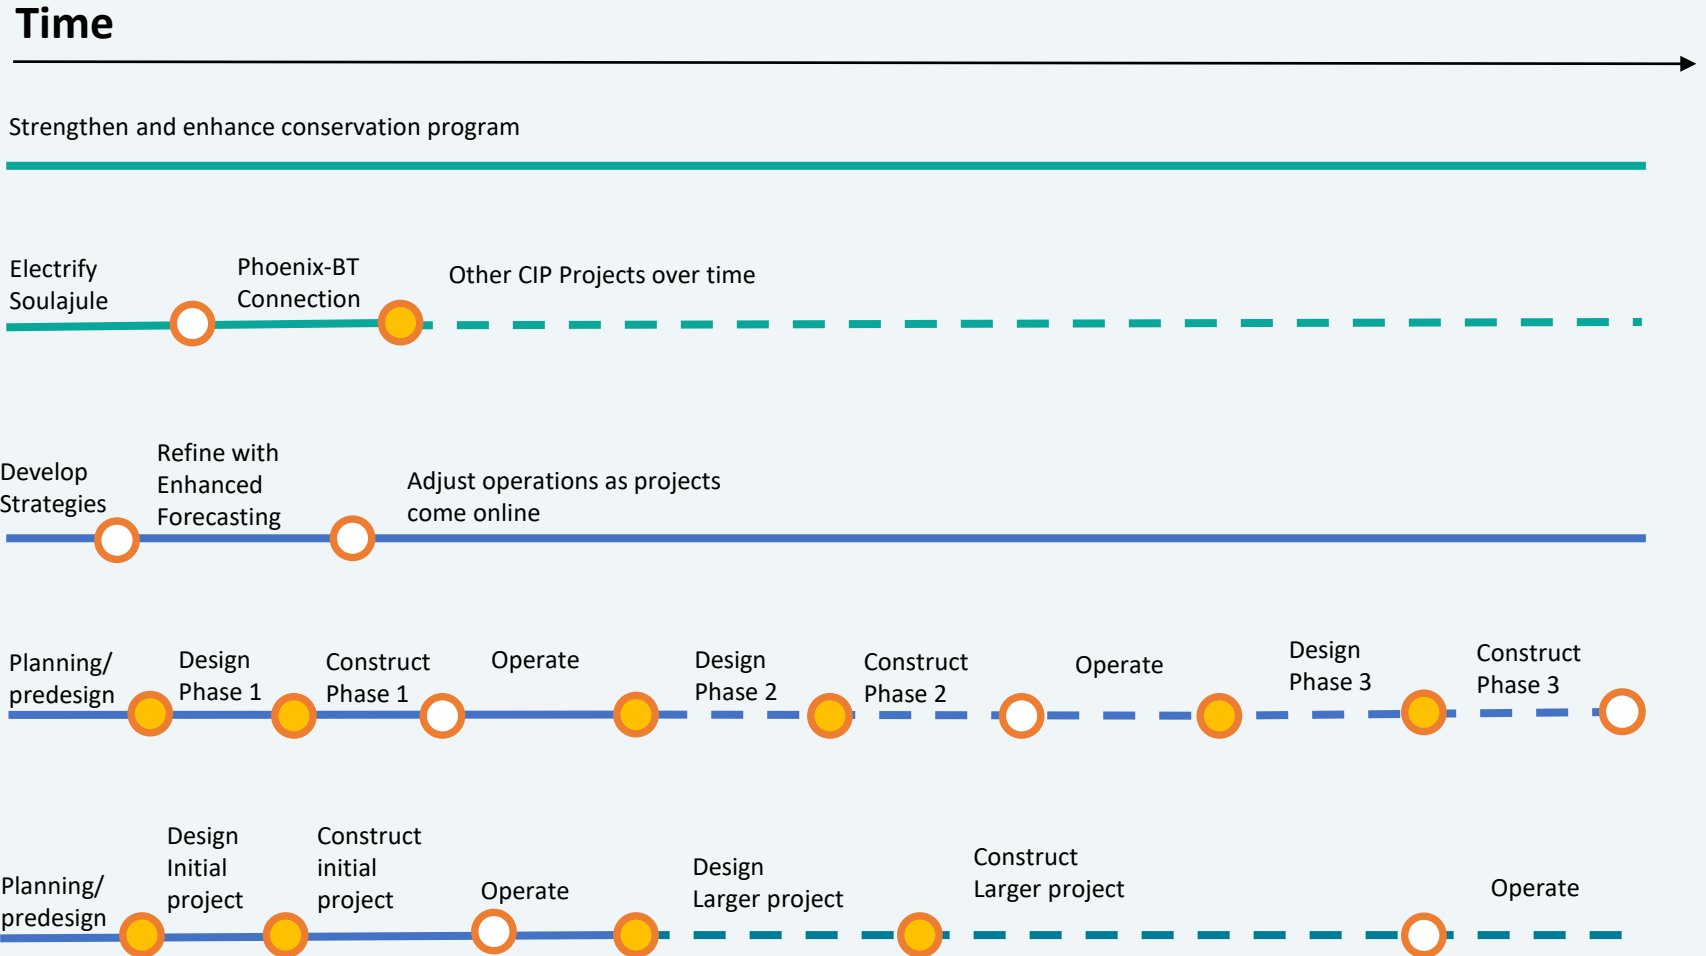 Time
Strengthen and enhance conservation program
Electrify
Soulajule
Phoenix-BT
Connection
Other CIP Projects over time
Develop
Strategies
Refine with
Enhanced
Forecasting
Adjust operations as projects
come online
Planning/
predesign
Design
Phase 1
Construct
Phase 1
Operate
Design
Phase 2
Construct
Phase 2
Operate
Design
Phase 3
Construct
Phase 3
Planning/
predesign
Design
Initial
project
Construct
initial
project
Operate
Design
Larger project
Construct
Larger project
Operate